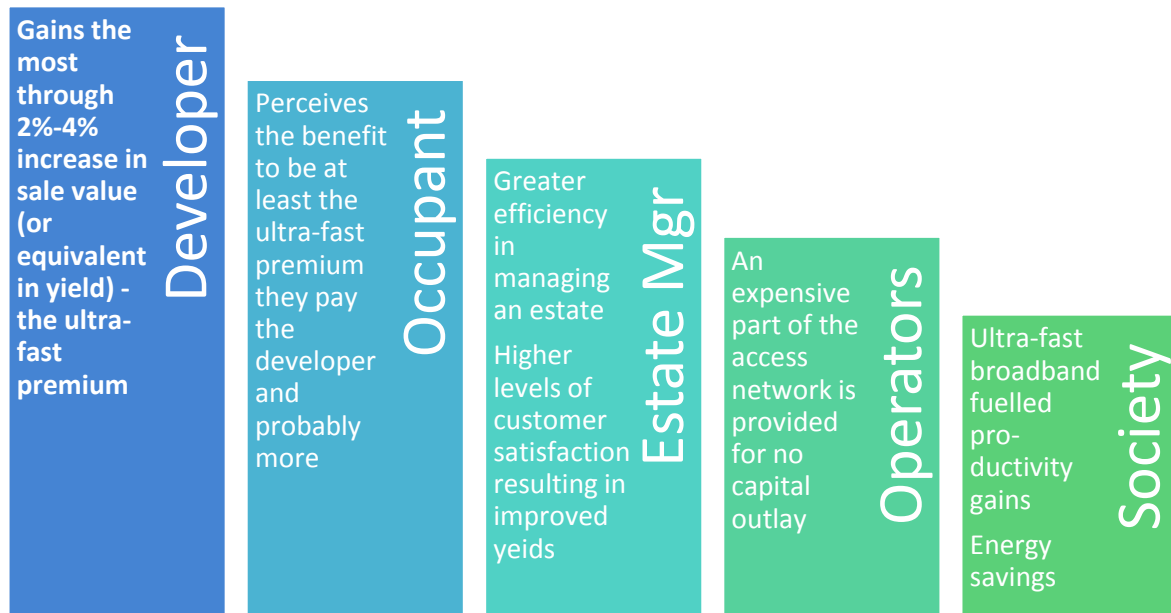 Gains the
most
through
2%-4%
increase in
sale value
(or
equivalent
in yield) -
the ultra-
fast
premium
Developer
Perceives
the benefit
to be at
least the
ultra-fast
premium
they pay
the
developer
and
probably
more
Occupant
Greater
efficiency
in
managing
an estate
Higher
levels of
customer
satisfaction
resulting in
improved
yeids
Estate Mgr
An
expensive
part of the
access
network is
provided
for no
capital
outlay
Operators
Ultra-fast
broadband
fuelled
pro-
ductivity
gains
Energy
savings
Society